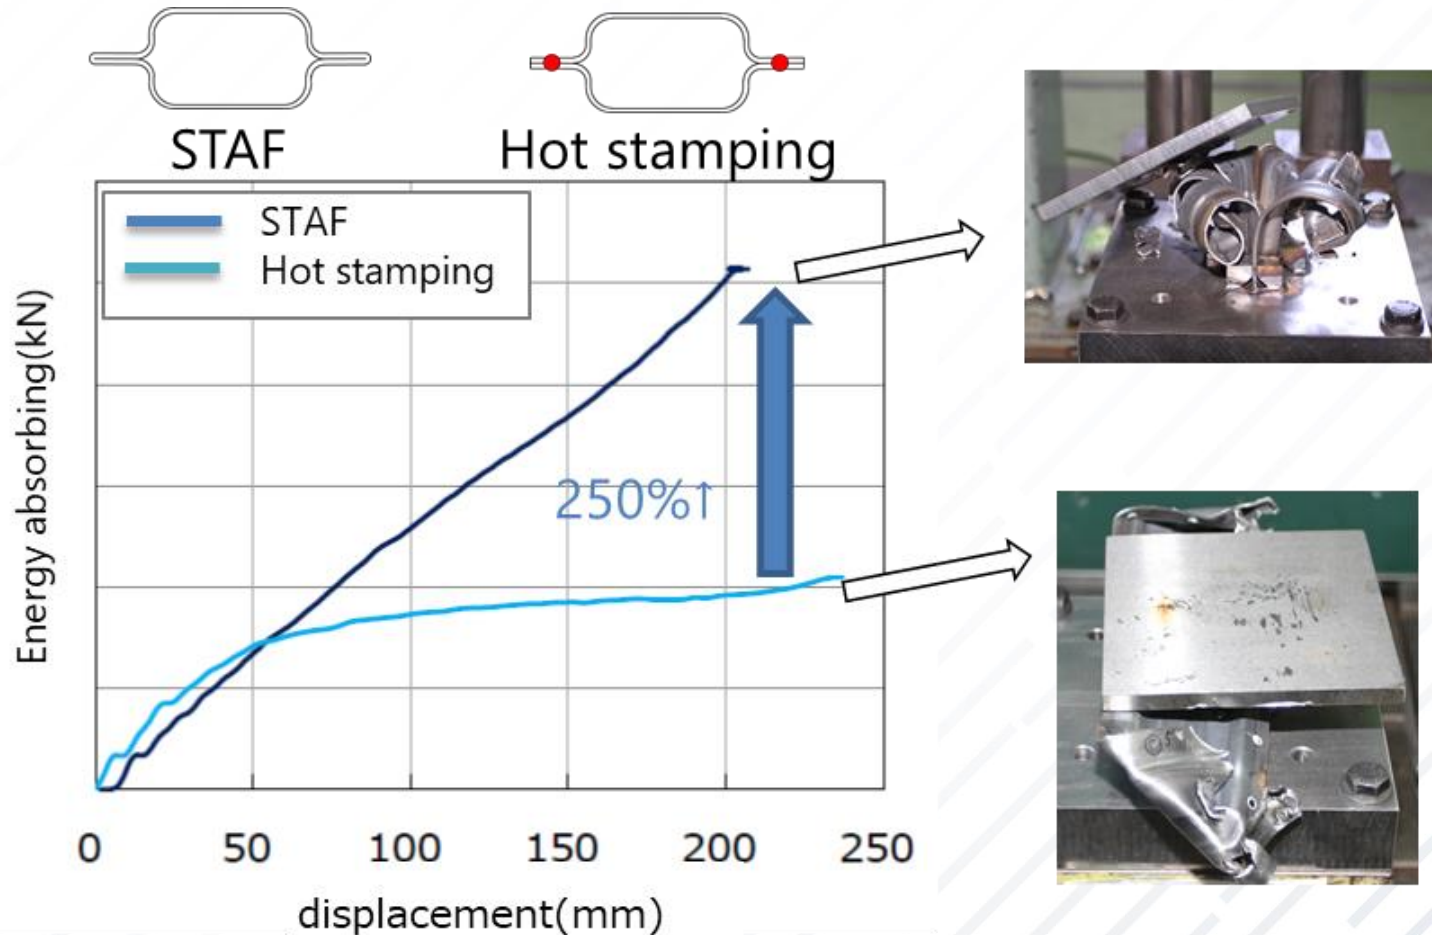 STAF
Hot stamping
STAF
Hot stamping
Energy absorbing(kN)
250%↑
0 50 100 150 200 250
displacement(mm)